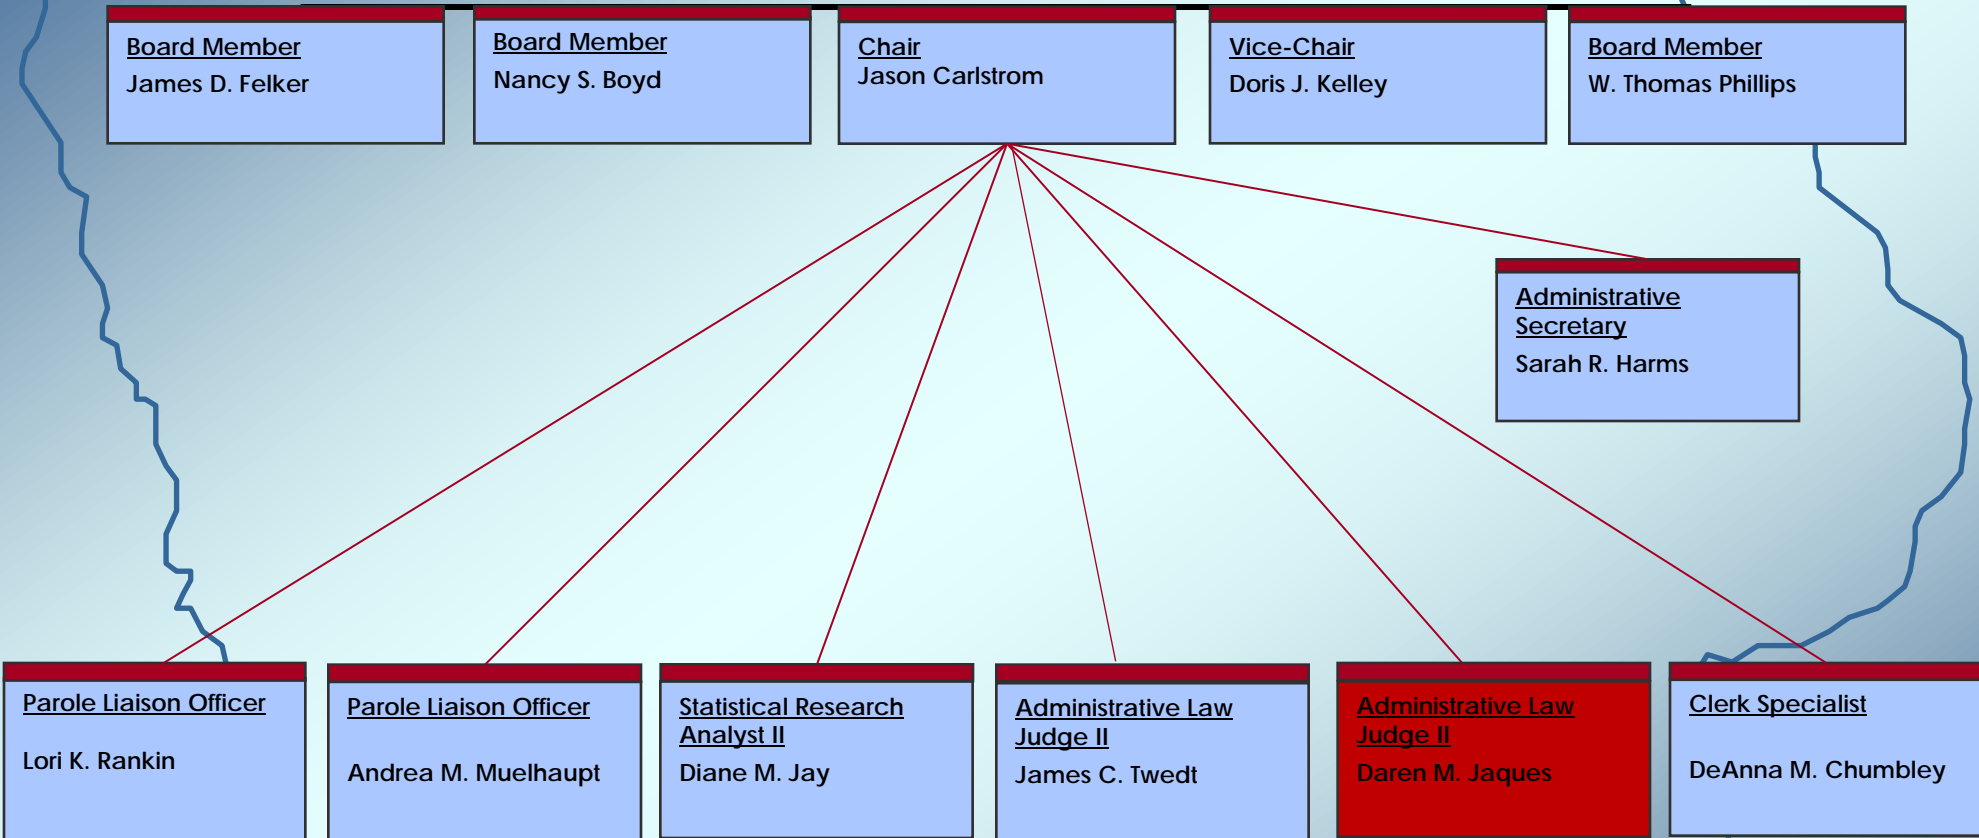 Board Member
James D. Felker
Board Member
Nancy S. Boyd
Chair
Jason Carlstrom
Vice-Chair
Doris J. Kelley
Board Member
W. Thomas Phillips
Administrative
Secretary
Sarah R. Harms
Parole Liaison Officer
Lori K. Rankin
Parole Liaison Officer
Andrea M. Muelhaupt
Statistical Research
Analyst II
Diane M. Jay
Administrative Law
Judge II
James C. Twedt
Administrative Law
Judge II
Daren M. Jaques
Clerk Specialist
DeAnna M. Chumbley